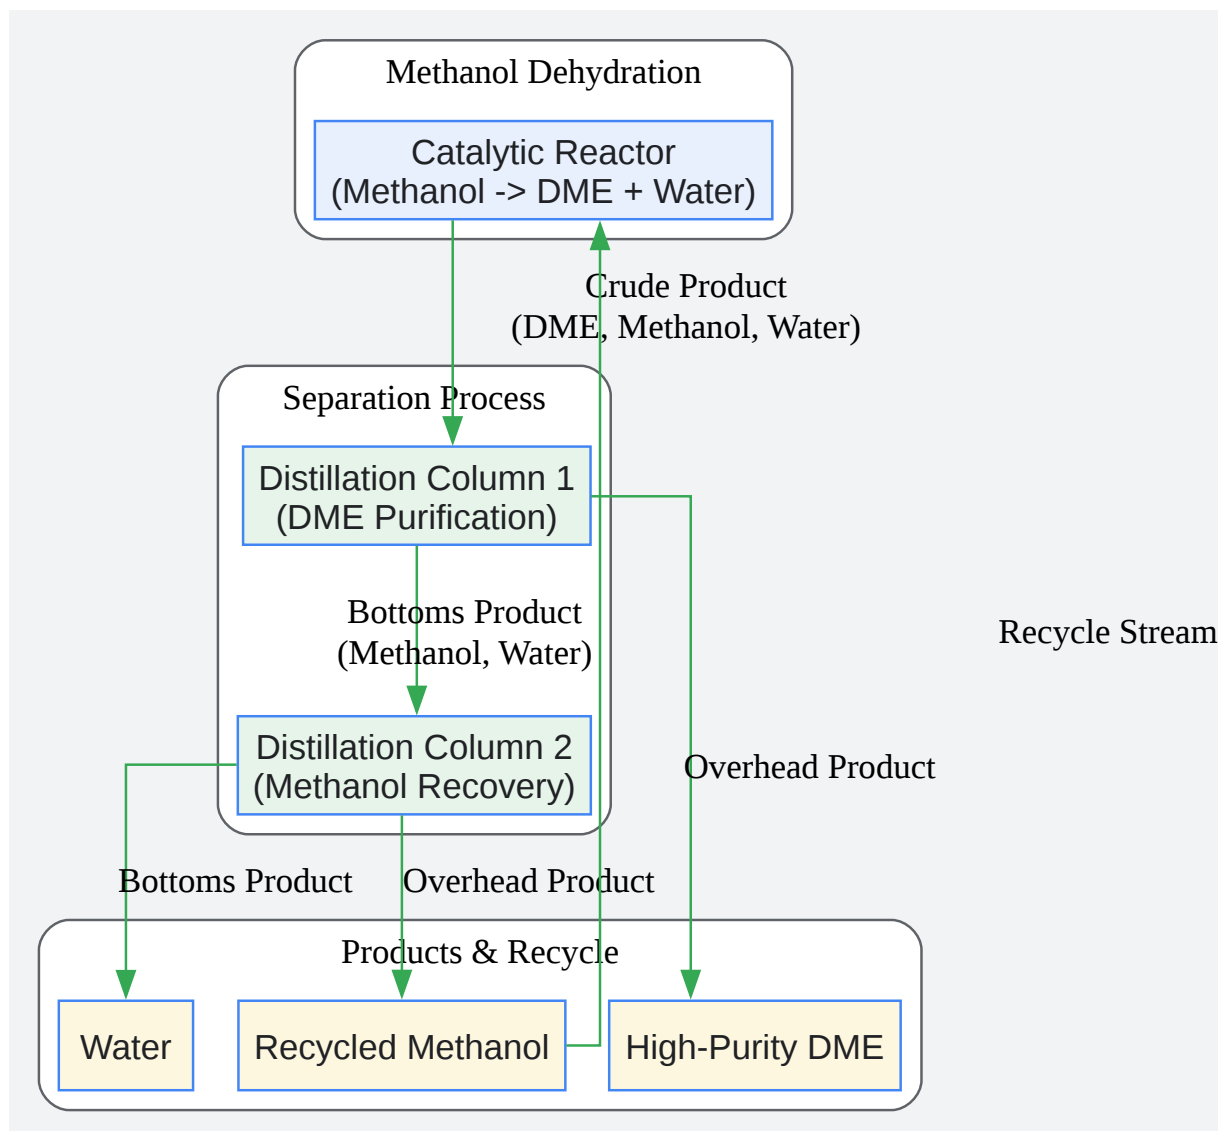 Methanol Dehydration
Catalytic Reactor
(Methanol -> DME + Water)
Crude Product
(DME, Methanol, Water)
Separation Process
Distillation Column 1
(DME Purification)
Bottoms Product
(Methanol, Water)
Recycle Stream
Distillation Column 2
(Methanol Recovery)
Overhead Product
Bottoms Product
Overhead Product
Products & Recycle
Water
Recycled Methanol
High-Purity DME